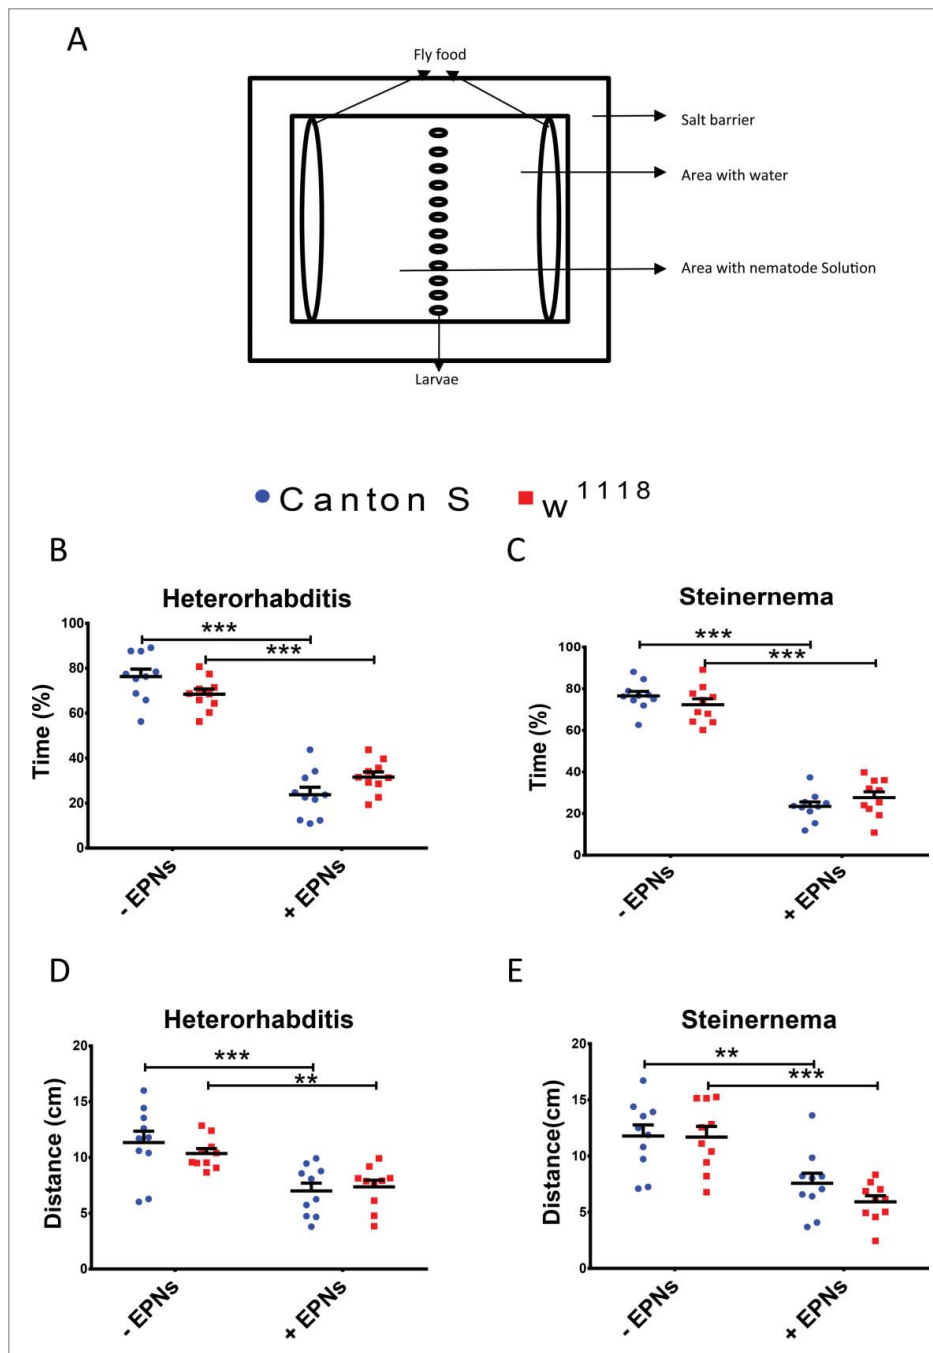 A
Fly food
Salt barrier
Area with water
Area with nematode Solution
Larvae
Canton S w1118
B
Heterorhabditis
Time (%)
100
80
60
40
20
0
***
***
- EPNs
+ EPNs
C
Steinernema
Time (%)
100
80
60
40
20
0
***
***
- EPNs
+ EPNs
D
Heterorhabditis
Distance (cm)
20
15
10
5
0
***
**
- EPNs
+ EPNs
E
Steinernema
Distance(cm)
20
15
10
5
0
**
***
- EPNs
+ EPNs